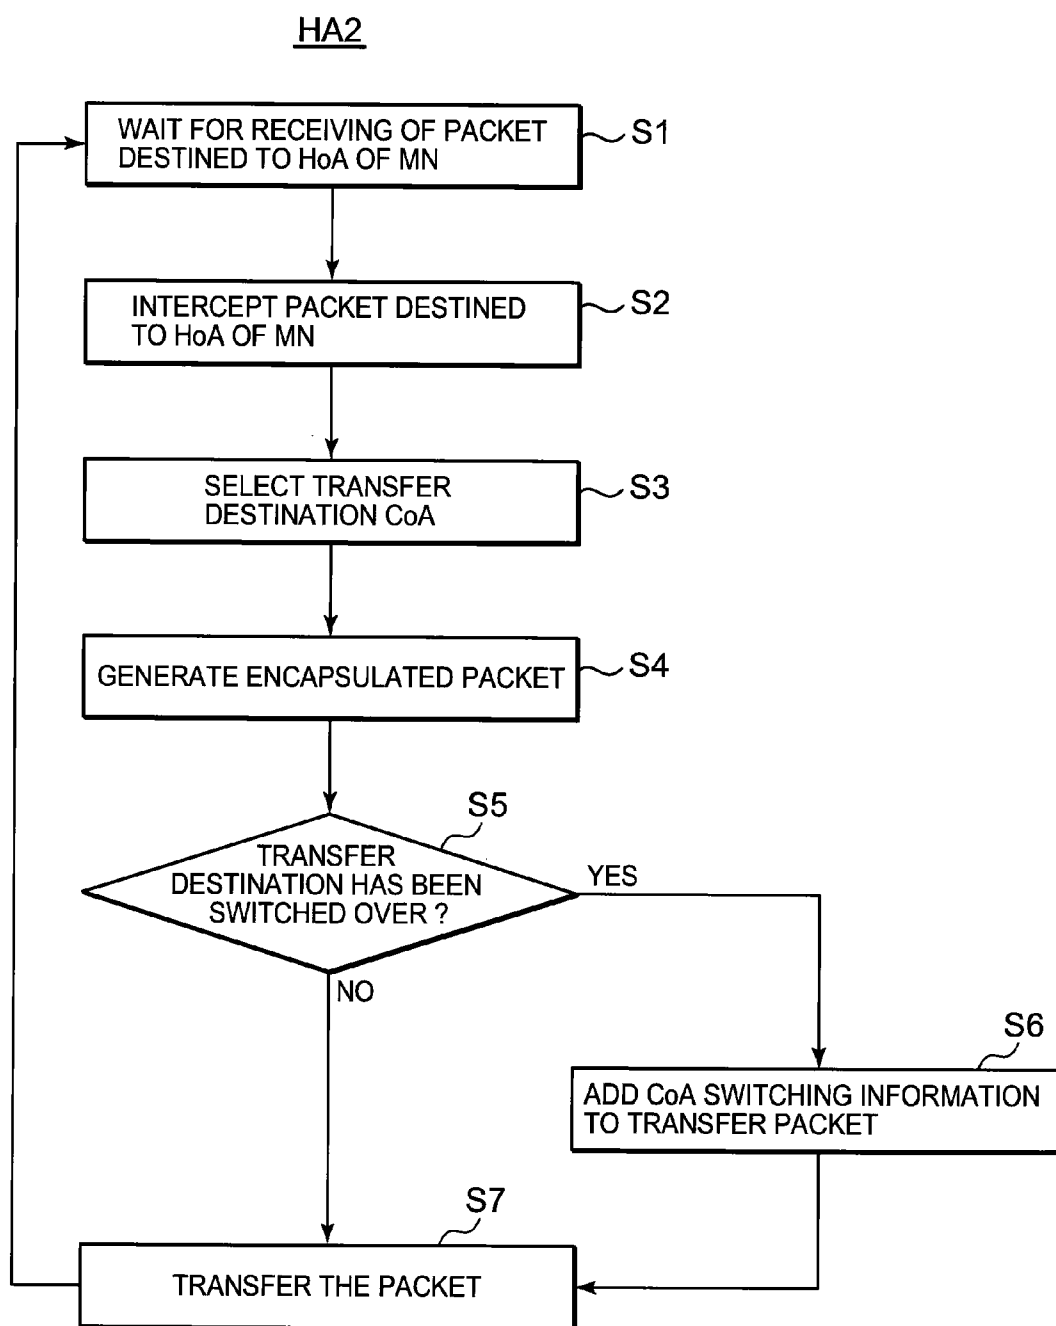 HA2
WAIT FOR RECEIVING OF PACKET
DESTINED TO HoA OF MN
S1
INTERCEPT PACKET DESTINED
TO HoA OF MN
S2
SELECT TRANSFER
DESTINATION CoA
S3
GENERATE ENCAPSULATED PACKET
S4
S5
TRANSFER
DESTINATION HAS BEEN
SWITCHED OVER ?
YES
NO
S6
ADD CoA SWITCHING INFORMATION
TO TRANSFER PACKET
S7
TRANSFER THE PACKET